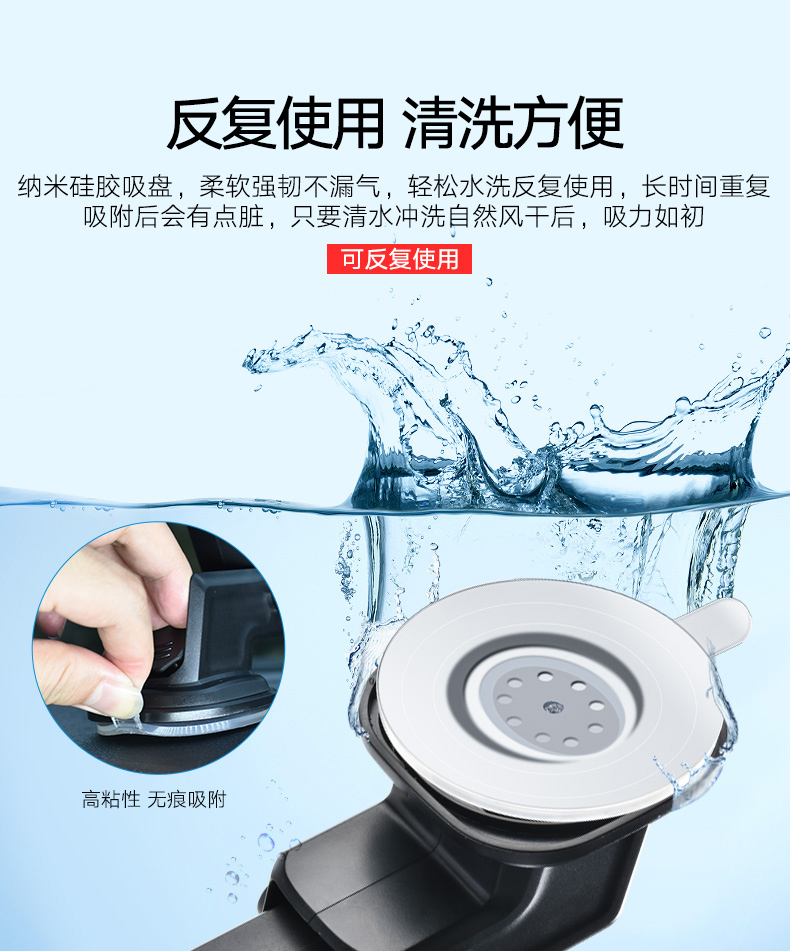 反复使用 清洗方便
纳米硅胶吸盘，柔软强韧不漏气，轻松水洗反复使用，长时间重复
吸附后会有点脏，只要清水冲洗自然风干后，吸力如初
可反复使用
高粘性 无痕吸附